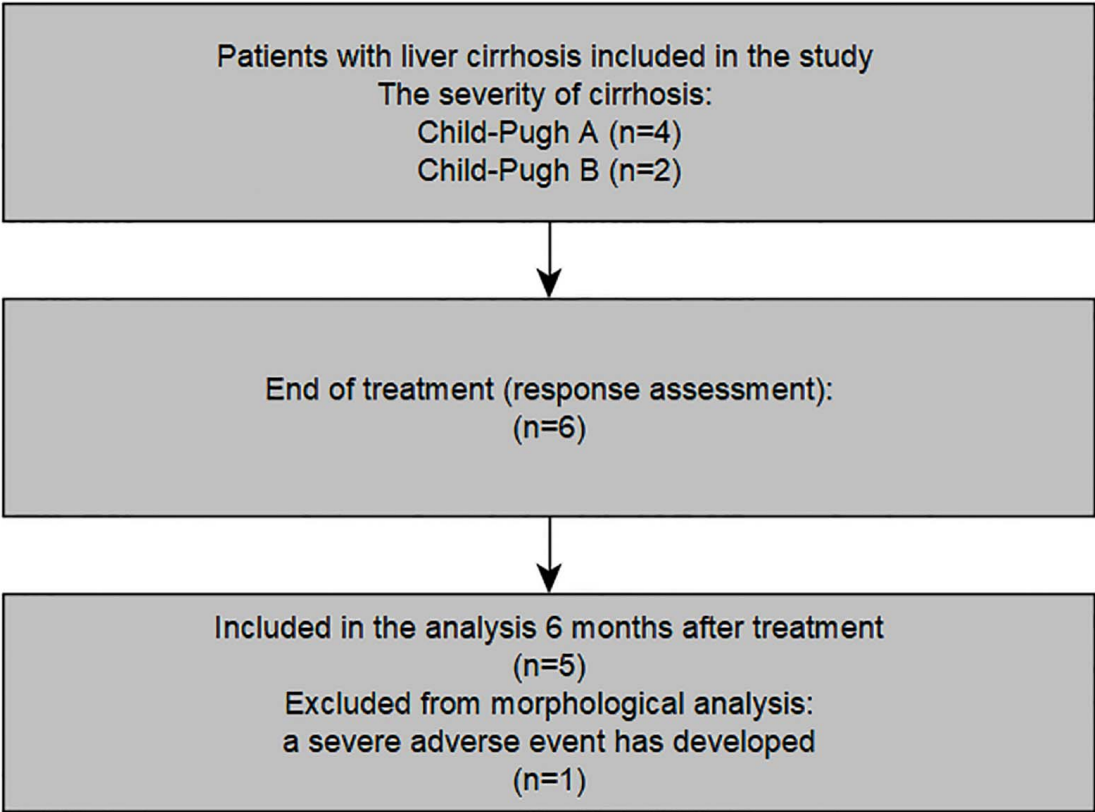 Patients with liver cirrhosis included in the study
The severity of cirrhosis:
Child-Pugh A (n=4)
Child-Pugh B (n=2)
End of treatment (response assessment):
(n=6)
Included in the analysis 6 months after treatment
(n=5)
Excluded from morphological analysis:
a severe adverse event has developed
(n=1)